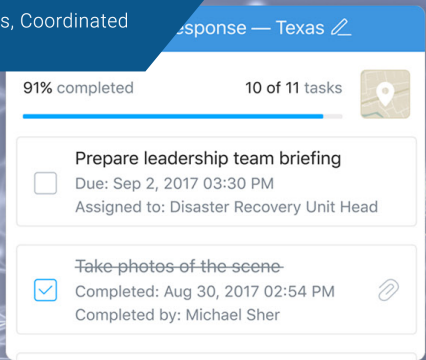 s, Coordinated
sponse — Texas
91% completed 10 of 11 tasks
Prepare leadership team briefing
Due: Sep 2, 2017 03:30 PM
Assigned to: Disaster Recovery Unit Head
Take photos of the scene
Completed: Aug 30, 2017 02:54 PM
Completed by: Michael Sher